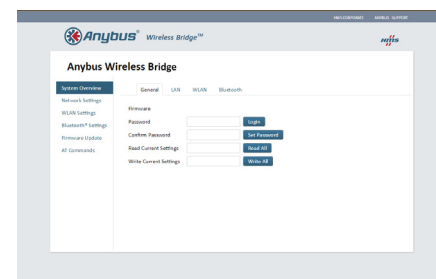 HMS CORPORATE ANYBUS SUPPORT
Anybus® Wireless Bridge™
HMS
Anybus Wireless Bridge
System Overview
General LAN WLAN Bluetooth
Network Settings
WLAN Settings
Bluetooth® Settings
Firmware Update
AT Commands
Firmware
Password Login
Confirm Password Set Password
Read Current Settings Read All
Write Current Settings Write All